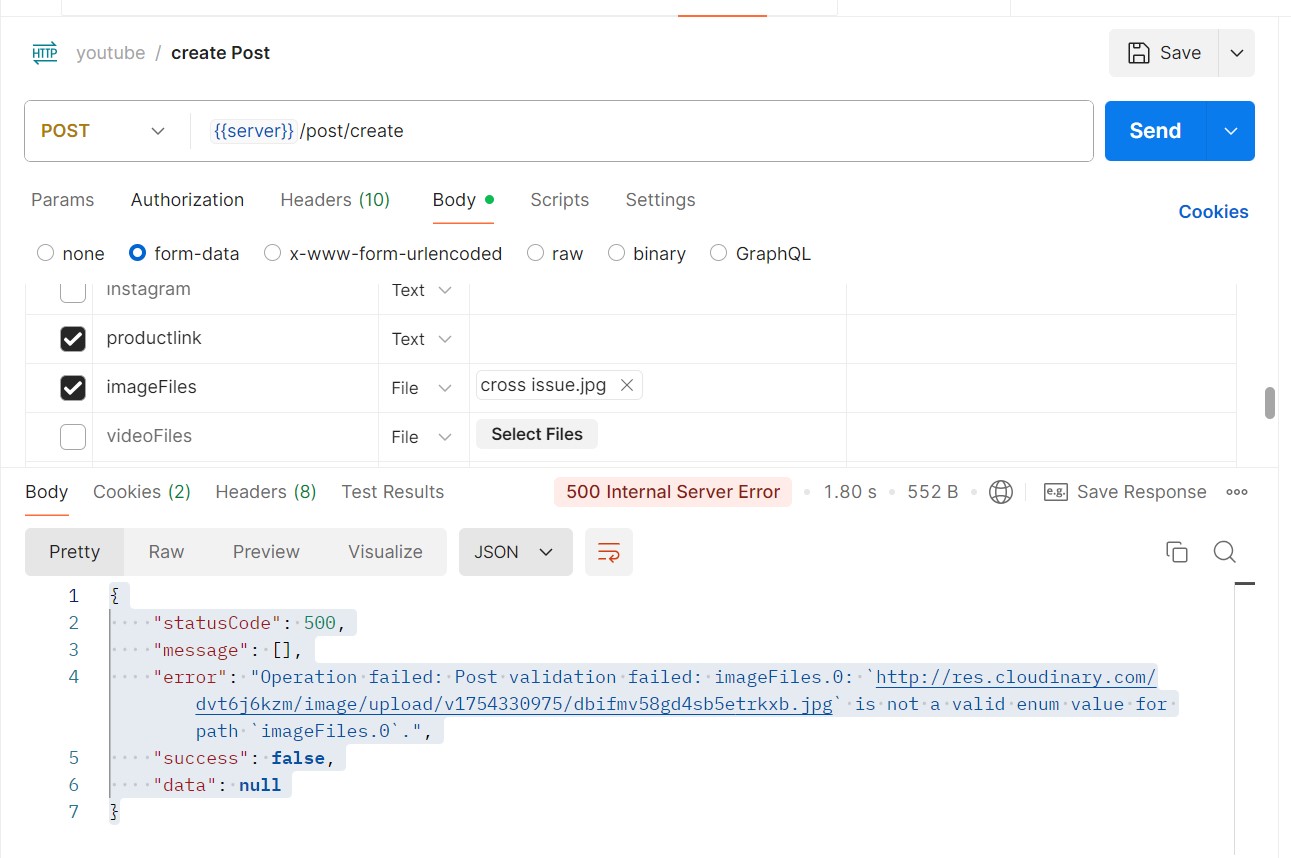 HTTP youtube / create Post Save
POST {{server}} /post/create Send
Params Authorization Headers (10) Body Scripts Settings Cookies
none form-data x-www-form-urlencoded raw binary GraphQL
instagram Text
productlink Text
imageFiles File cross issue.jpg
videoFiles File Select Files
Body Cookies (2) Headers (8) Test Results 500 Internal Server Error 1.80 s 552 B e.g. Save Response
Pretty Raw Preview Visualize JSON
1 {
2 "statusCode": 500,
3 "message": [],
4 "error": "Operation failed: Post validation failed: imageFiles.0: `http://res.cloudinary.com/
dvt6j6kzm/image/upload/v1754330975/dbifmv58gd4sb5etrkxb.jpg` is not a valid enum value for
path `imageFiles.0`.",
5 "success": false,
6 "data": null
7 }